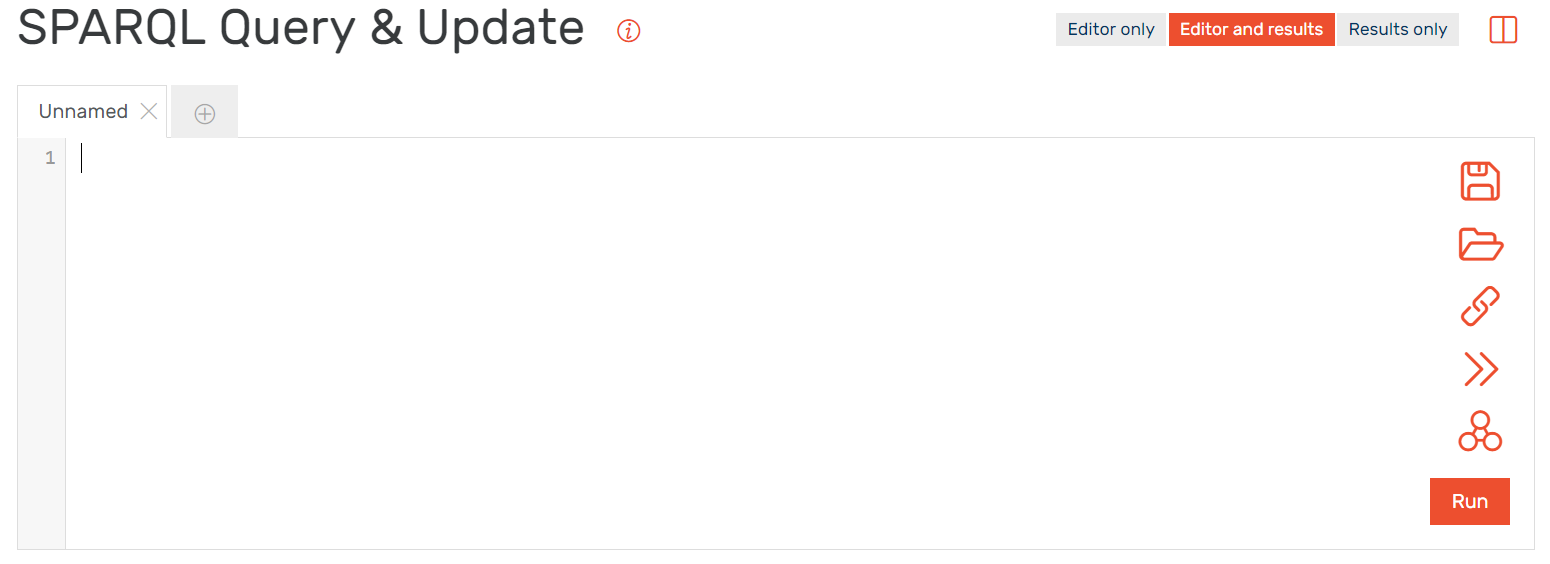 SPARQL Query & Update
Editor only Editor and results Results only
Unnamed
1
Run